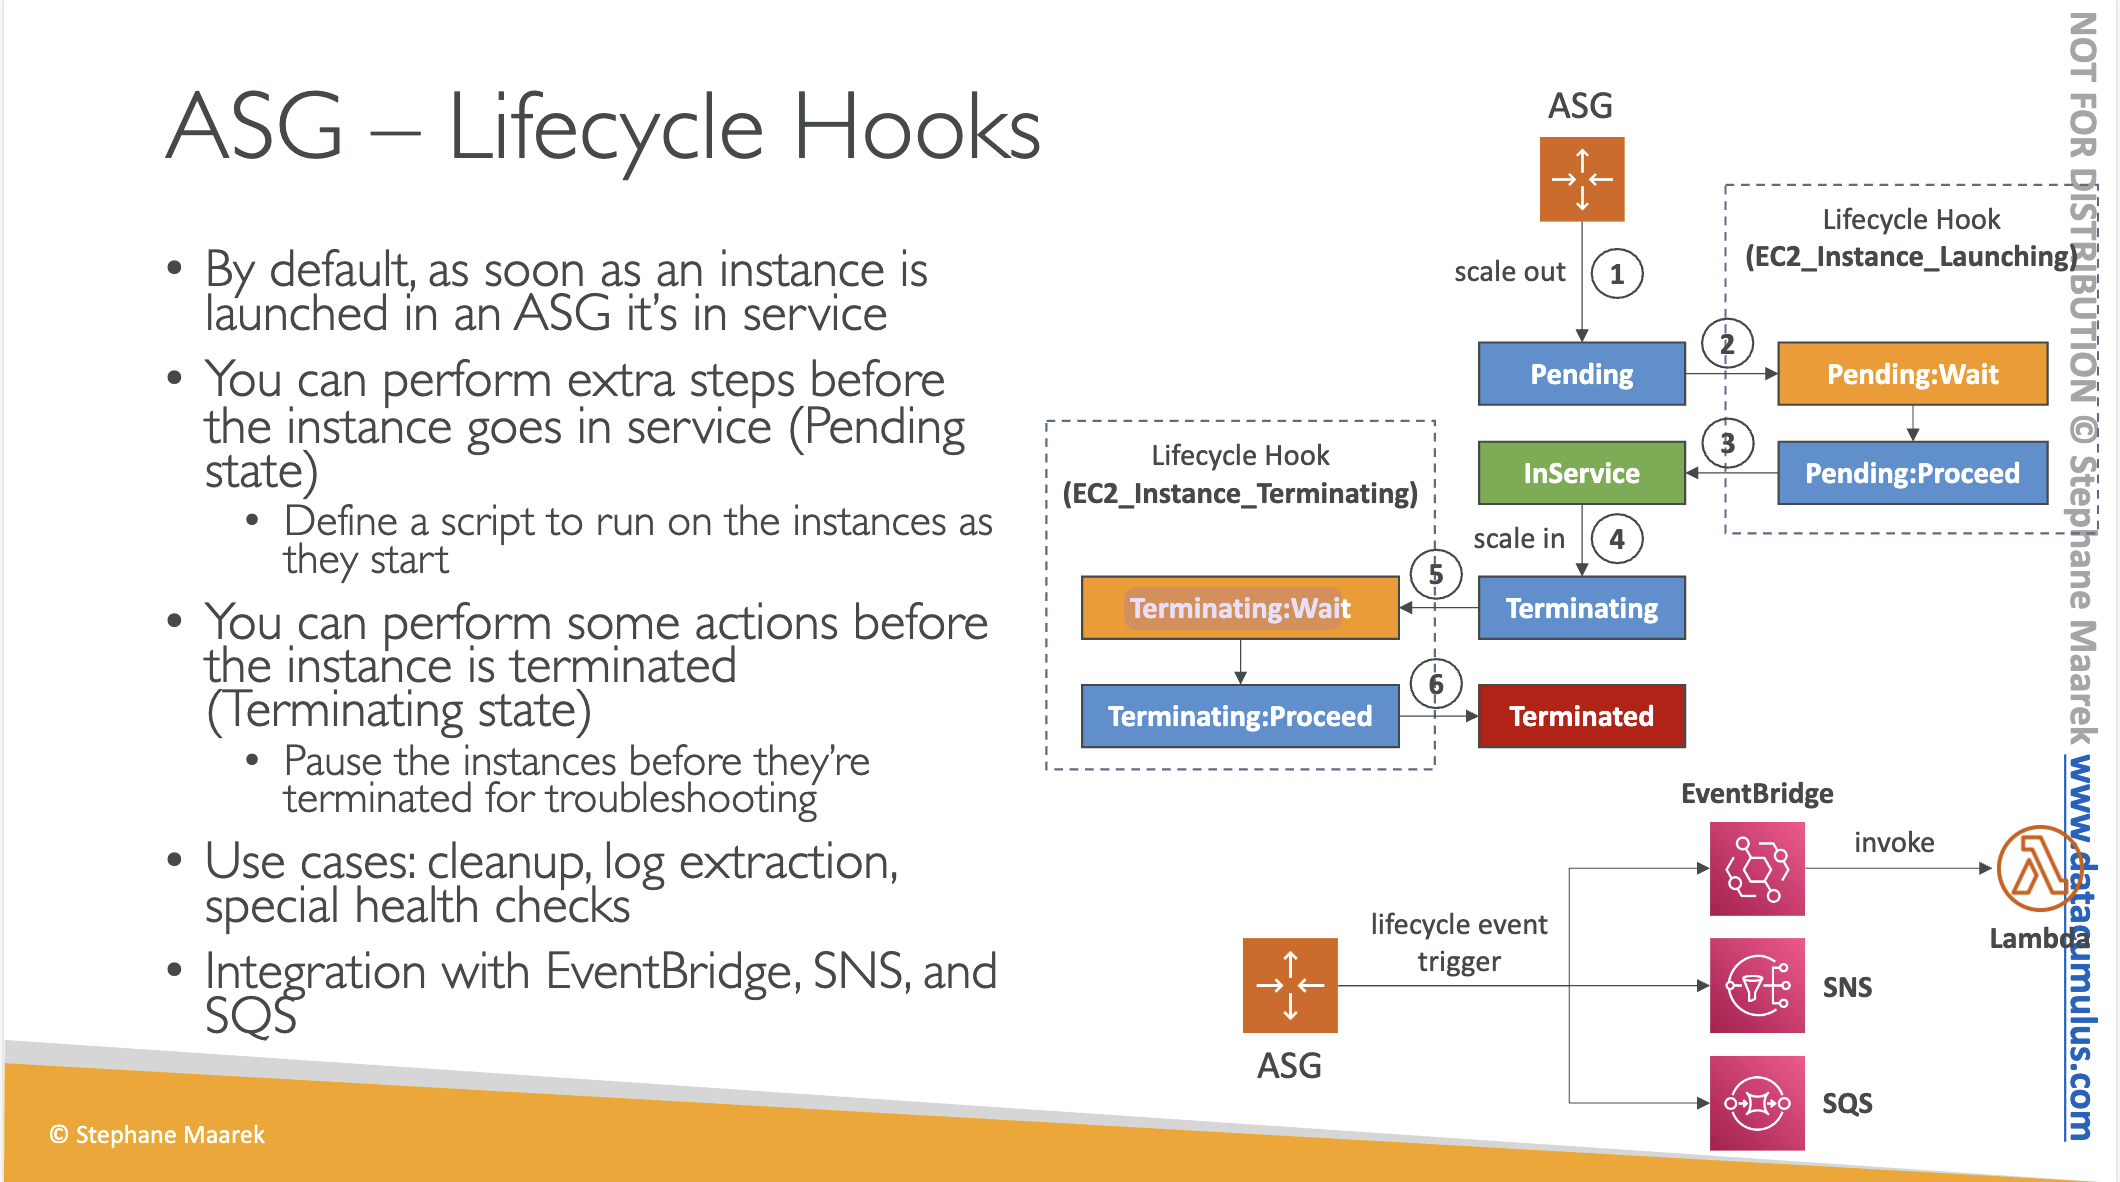 ASG – Lifecycle Hooks
• By default, as soon as an instance is
launched in an ASG it's in service
• You can perform extra steps before
the instance goes in service (Pending
state)
• Define a script to run on the instances as
they start
• You can perform some actions before
the instance is terminated
(Terminating state)
• Pause the instances before they're
terminated for troubleshooting
• Use cases: cleanup, log extraction,
special health checks
• Integration with EventBridge, SNS, and
SQS
© Stephane Maarek
ASG
scale out
1
Lifecycle Hook
(EC2_Instance_Launching)
Pending
2
Pending:Wait
InService
3
Pending:Proceed
scale in
4
Lifecycle Hook
(EC2_Instance_Terminating)
Terminating:Wait
5
Terminating
Terminating:Proceed
6
Terminated
ASG
lifecycle event
trigger
EventBridge
invoke
Lambda
SNS
SQS
NOT FOR DISTRIBUTION © Stephane Maarek www.datacumulus.com